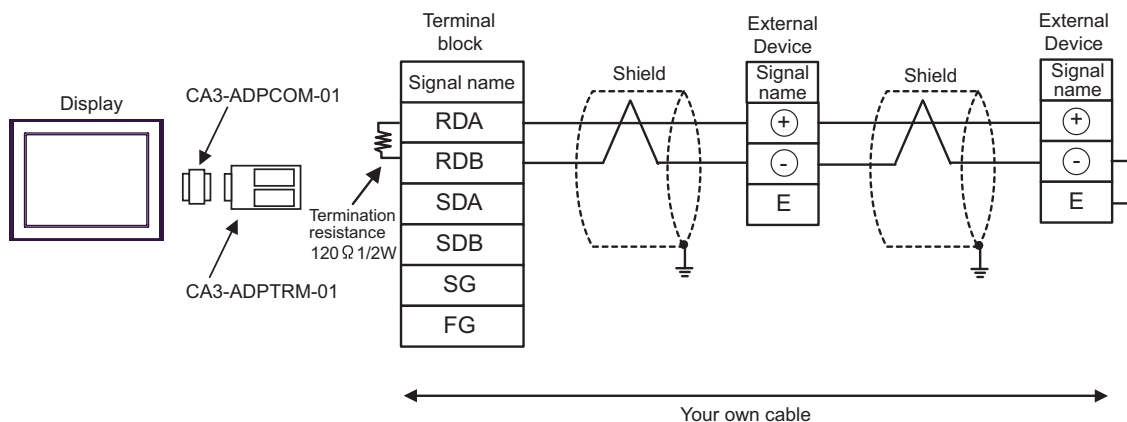 Display
CA3-ADPCOM-01
CA3-ADPTRM-01
Termination
resistance
120Ω 1/2W
Terminal
block
Signal name
RDA
RDB
SDA
SDB
SG
FG
Shield
External
Device
Signal
name
+
-
E
Shield
External
Device
Signal
name
+
-
E
Your own cable